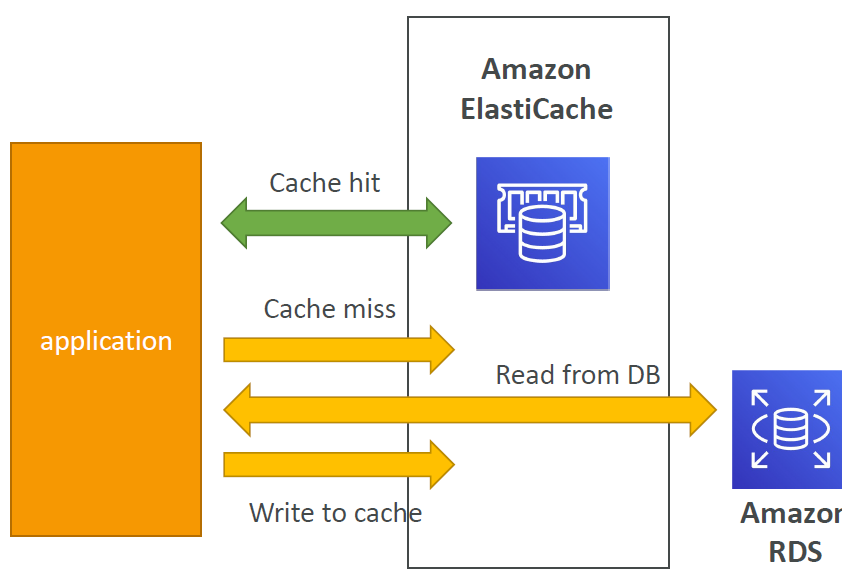 Amazon
ElastiCache
Cache hit
application
Cache miss
Read from DB
Write to cache
Amazon
RDS